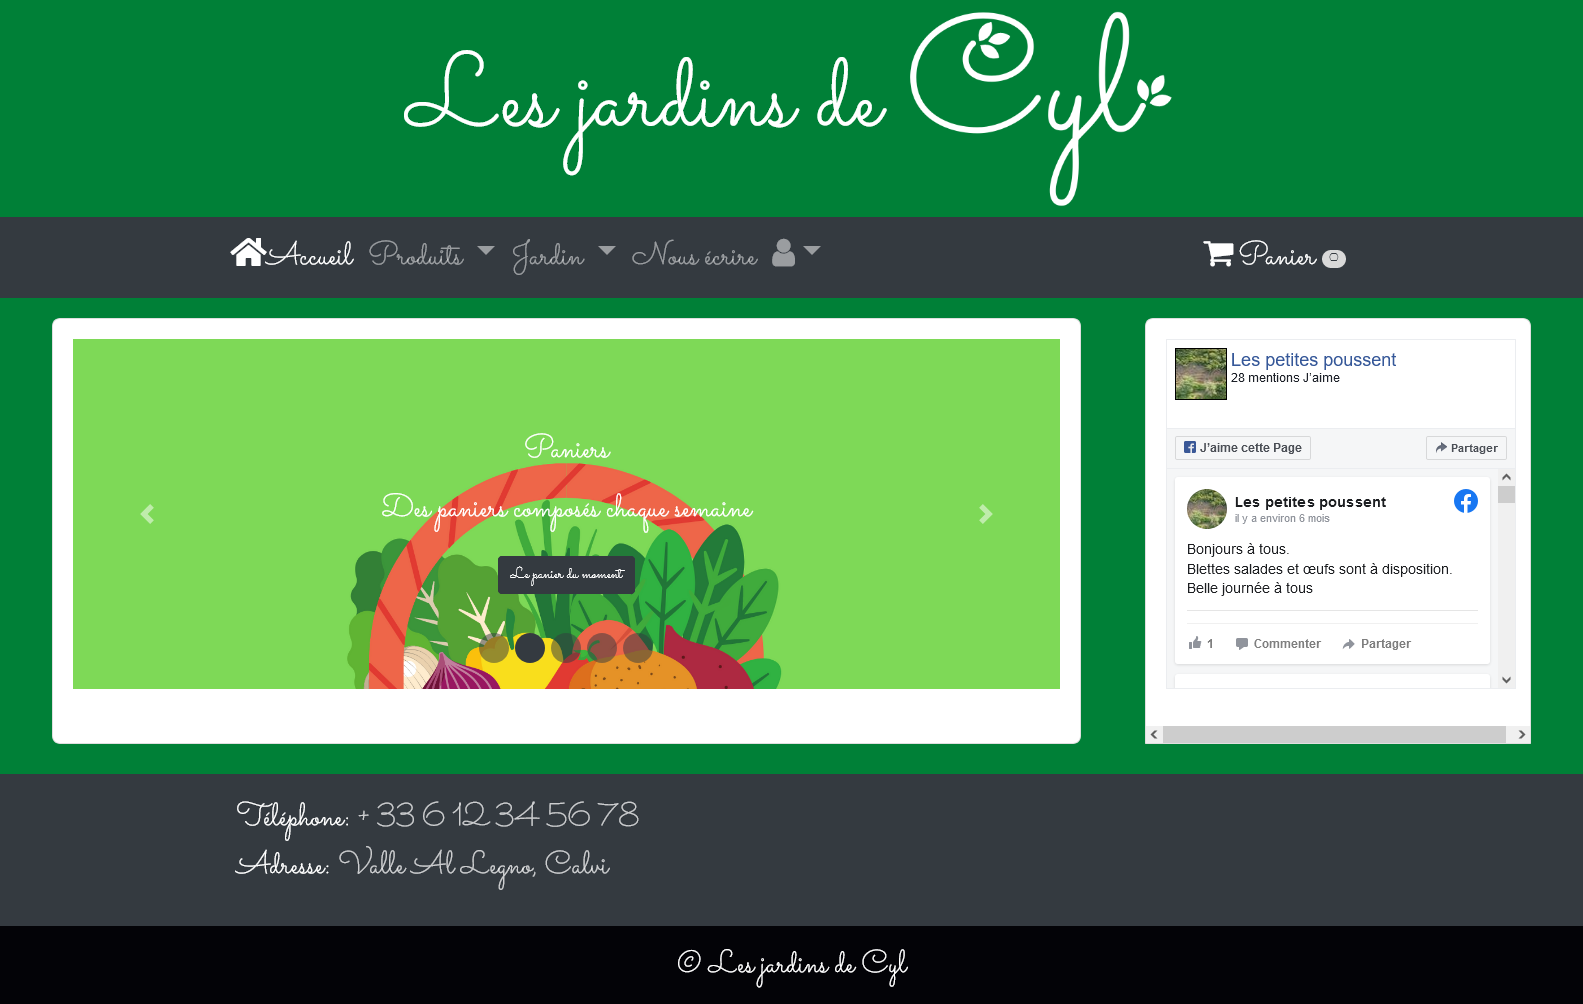 Les jardins de Cyl
Accueil Produits Jardin Nous écrire Panier 0
Paniers
Des paniers composés chaque semaine
Le panier du moment
Les petites poussent
28 mentions J’aime
J’aime cette Page Partager
Les petites poussent
il y a environ 6 mois
Bonjours à tous.
Blettes salades et œufs sont à disposition.
Belle journée à tous
1 Commenter Partager
Téléphone: + 33 6 12 34 56 78
Adresse: Valle Al Legno, Calvi
© Les jardins de Cyl